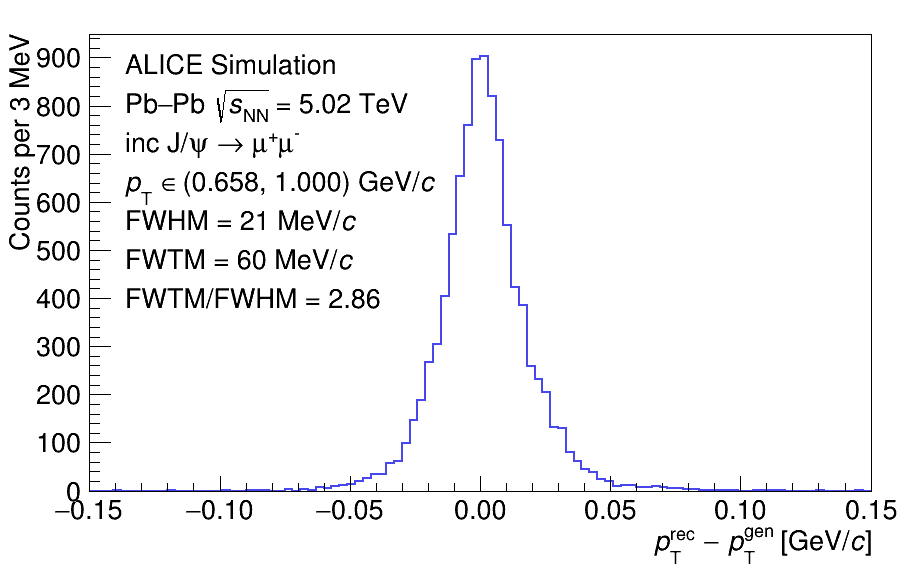 Counts per 3 MeV
900
800
700
600
500
400
300
200
100
0
ALICE Simulation
Pb–Pb √sNN = 5.02 TeV
inc J/ψ → μ+μ-
pT ∈ (0.658, 1.000) GeV/c
FWHM = 21 MeV/c
FWTM = 60 MeV/c
FWTM/FWHM = 2.86
−0.15 −0.10 −0.05 0.00 0.05 0.10 0.15
pTrec − pTgen [GeV/c]